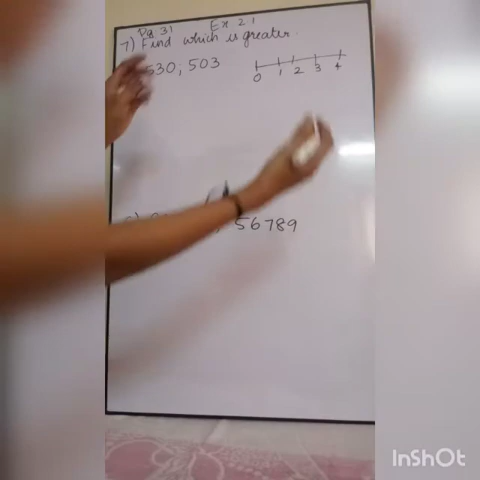 Pg 31 Ex 2.1
7) Find which is greater.
530, 503
0 1 2 3 4
56789
InShOt